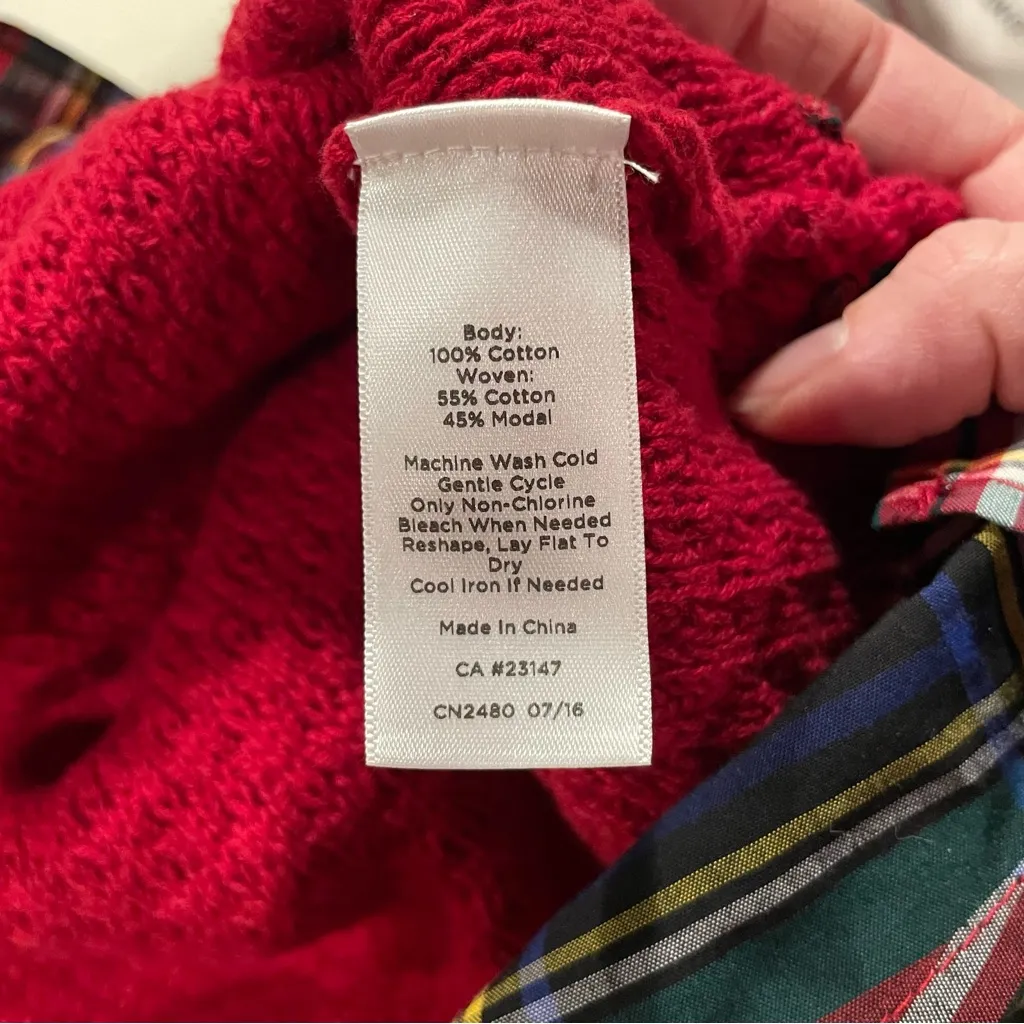 Body:
100% Cotton
Woven:
55% Cotton
45% Modal
Machine Wash Cold
Gentle Cycle
Only Non-Chlorine
Bleach When Needed
Reshape, Lay Flat To
Dry
Cool Iron If Needed
Made In China
CA #23147
CN2480 07/16